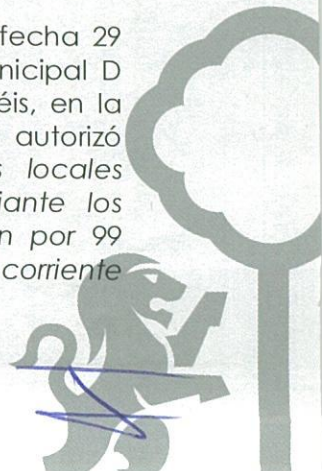 fecha 29
nicipal D
éis, en la
autorizó
s locales
iante los
n por 99
corriente